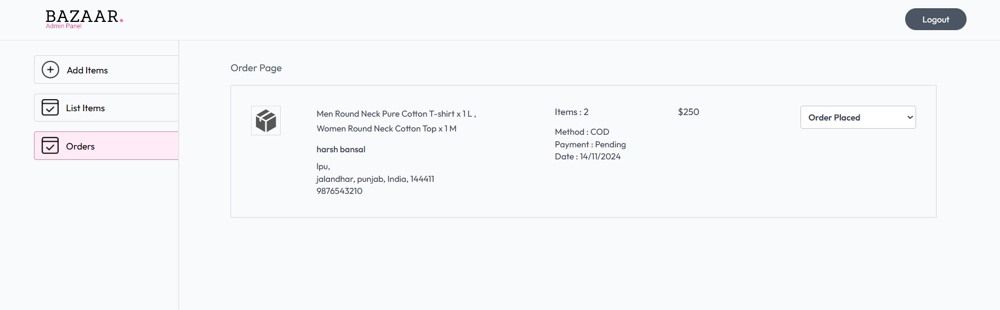 BAZAAR.
Admin Panel
Logout
Add Items
List Items
Orders
Order Page
Men Round Neck Pure Cotton T-shirt x 1 L ,
Women Round Neck Cotton Top x 1 M
harsh bansal
lpu,
jalandhar, punjab, India, 144411
9876543210
Items : 2
Method : COD
Payment : Pending
Date : 14/11/2024
$250
Order Placed